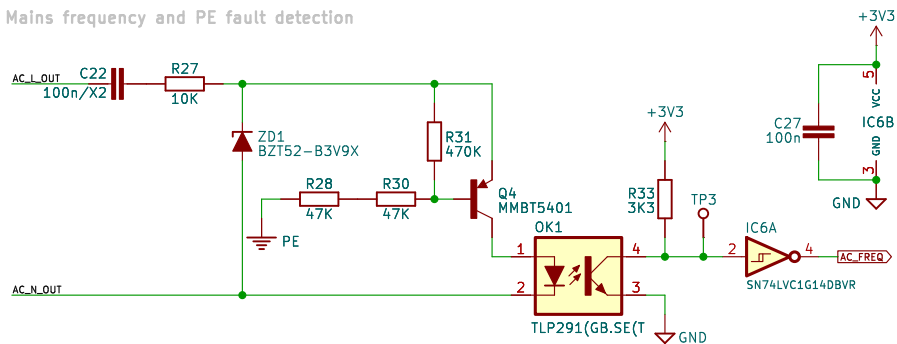 Mains frequency and PE fault detection
+3V3
AC_L_OUT
C22
100n/X2
R27
10K
5
VCC
IC6B
C27
100n
GND
3
GND
ZD1
BZT52-B3V9X
R31
470K
+3V3
R28
47K
R30
47K
Q4
MMBT5401
R33
3K3
TP3
PE
OK1
1
4
2
IC6A
4
AC_FREQ
SN74LVC1G14DBVR
AC_N_OUT
2
3
TLP291(GB.SE(T
GND